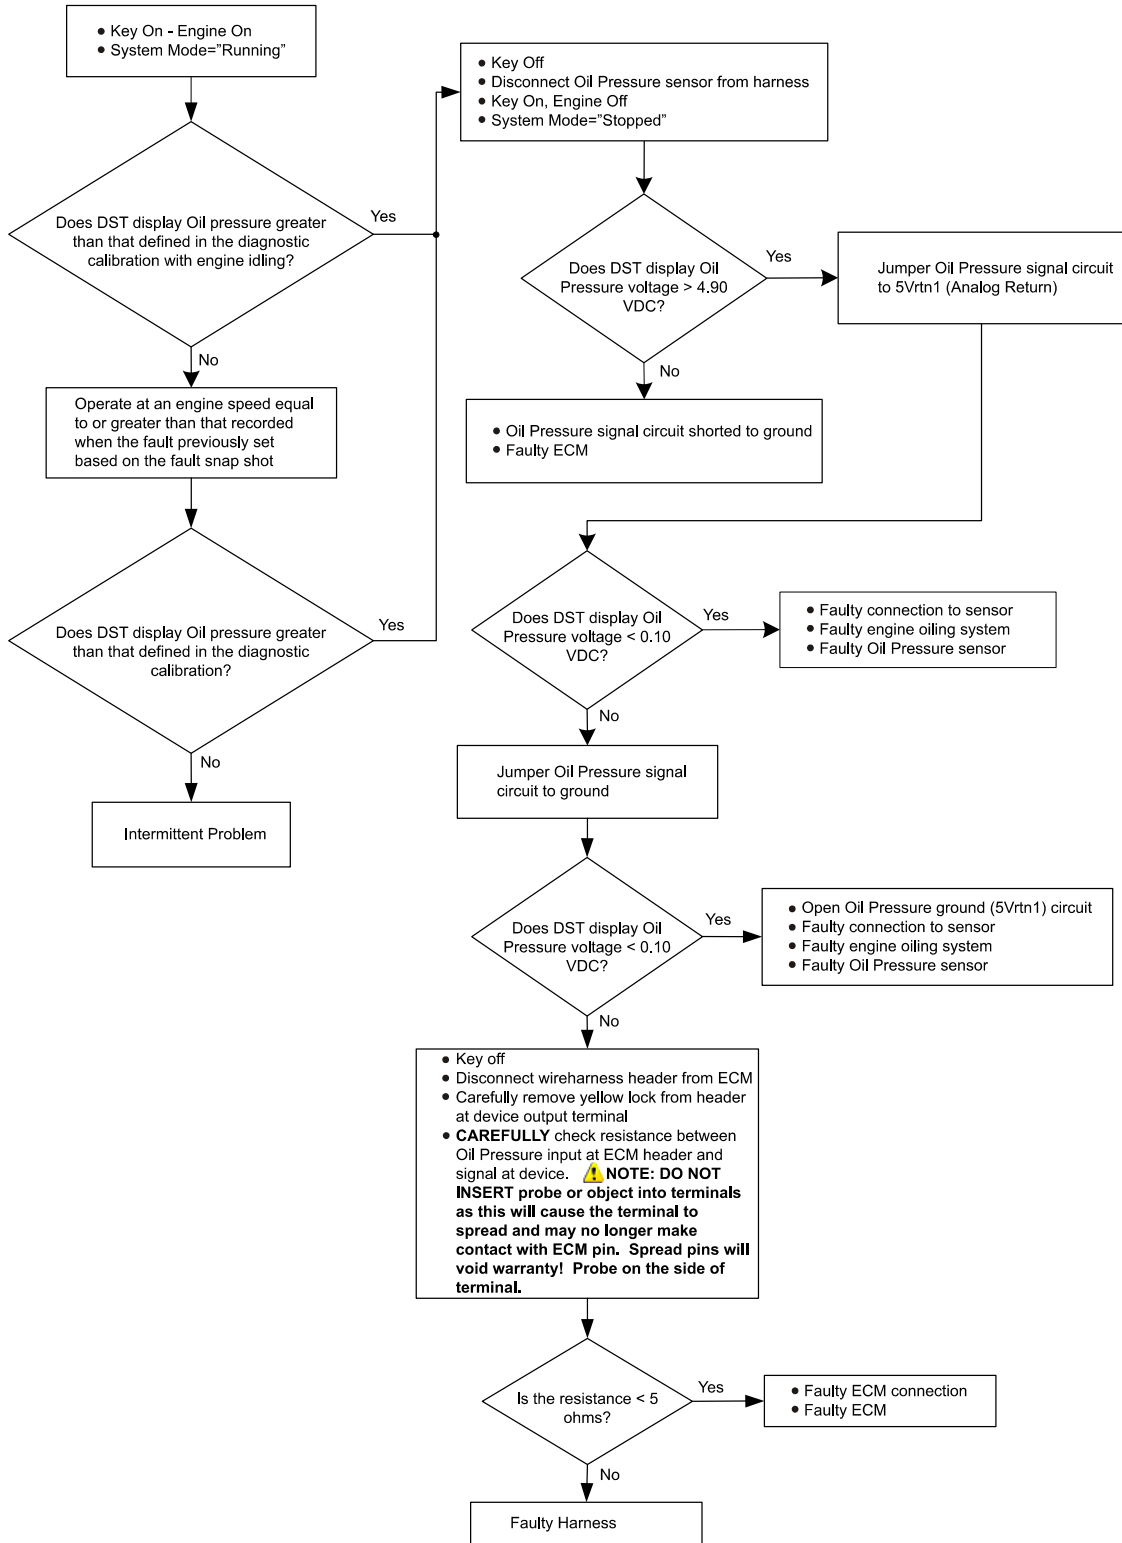 ● Key On - Engine On
● System Mode=”Running”
Does DST display Oil pressure greater
than that defined in the diagnostic
calibration with engine idling?
Yes
No
Operate at an engine speed equal
to or greater than that recorded
when the fault previously set
based on the fault snap shot
Does DST display Oil pressure greater
than that defined in the diagnostic
calibration?
Yes
No
Intermittent Problem
● Key Off
● Disconnect Oil Pressure sensor from harness
● Key On, Engine Off
● System Mode=”Stopped”
Does DST display Oil
Pressure voltage > 4.90
VDC?
Yes
No
Jumper Oil Pressure signal circuit
to 5Vrtn1 (Analog Return)
● Oil Pressure signal circuit shorted to ground
● Faulty ECM
Does DST display Oil
Pressure voltage < 0.10
VDC?
Yes
No
● Faulty connection to sensor
● Faulty engine oiling system
● Faulty Oil Pressure sensor
Jumper Oil Pressure signal
circuit to ground
Does DST display Oil
Pressure voltage < 0.10
VDC?
Yes
No
● Open Oil Pressure ground (5Vrtn1) circuit
● Faulty connection to sensor
● Faulty engine oiling system
● Faulty Oil Pressure sensor
● Key off
● Disconnect wireharness header from ECM
● Carefully remove yellow lock from header
at device output terminal
● CAREFULLY check resistance between
Oil Pressure input at ECM header and
signal at device. NOTE: DO NOT
INSERT probe or object into terminals
as this will cause the terminal to
spread and may no longer make
contact with ECM pin. Spread pins will
void warranty! Probe on the side of
terminal.
Is the resistance < 5
ohms?
Yes
No
● Faulty ECM connection
● Faulty ECM
Faulty Harness